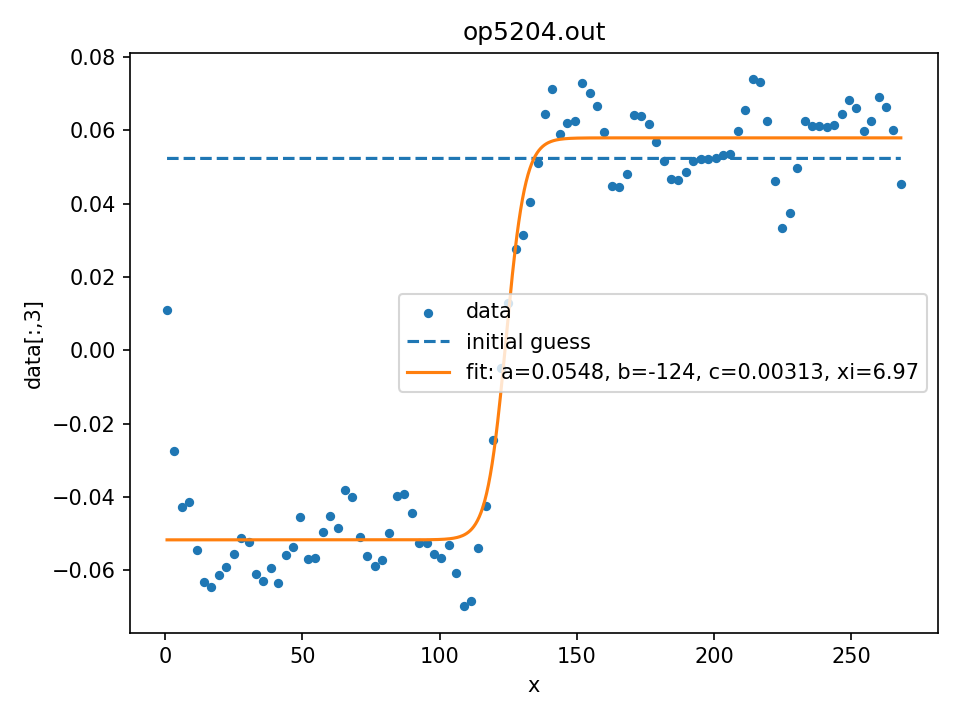 op5204.out
0.08
0.06
0.04
0.02
0.00
−0.02
−0.04
−0.06
data[:,3]
data
initial guess
fit: a=0.0548, b=-124, c=0.00313, xi=6.97
0 50 100 150 200 250
x